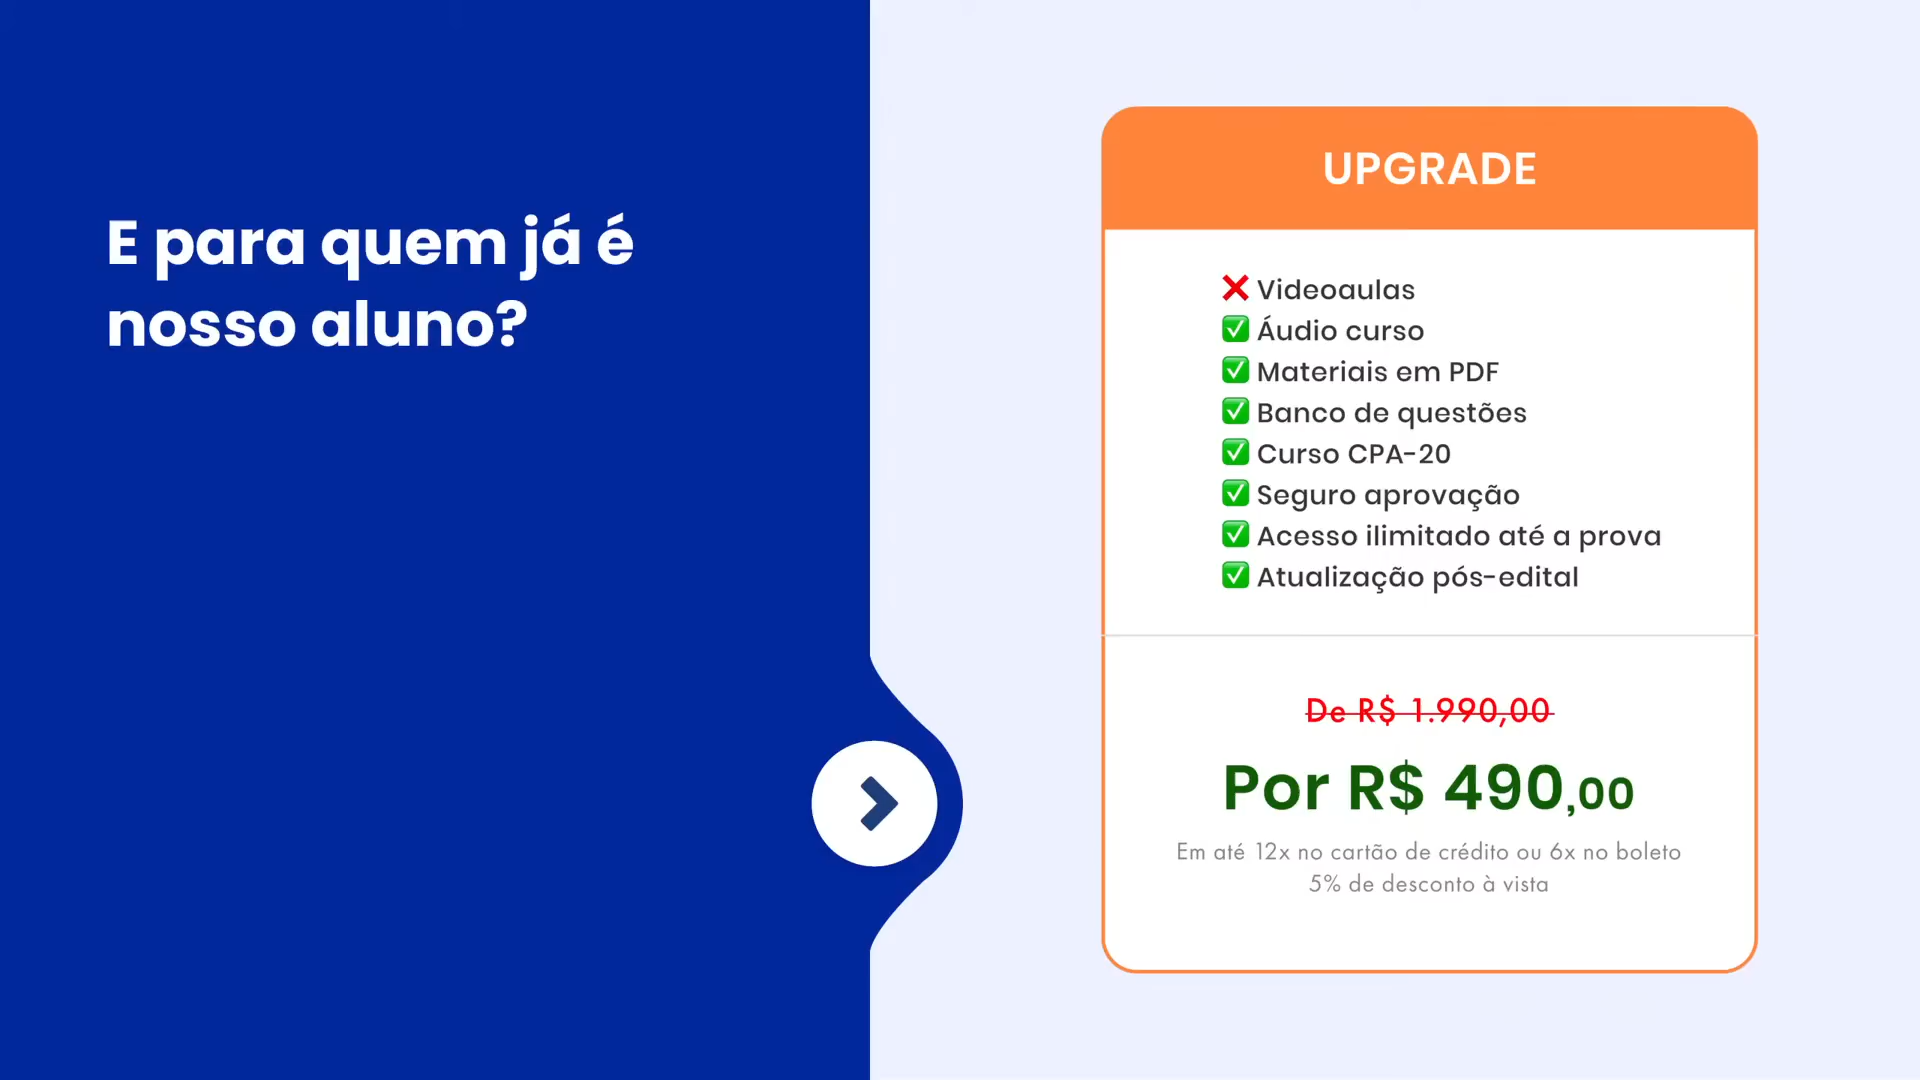 E para quem já é
nosso aluno?
UPGRADE
❌ Videoaulas
✅ Áudio curso
✅ Materiais em PDF
✅ Banco de questões
✅ Curso CPA-20
✅ Seguro aprovação
✅ Acesso ilimitado até a prova
✅ Atualização pós-edital
De R$ 1.990,00
Por R$ 490,00
Em até 12x no cartão de crédito ou 6x no boleto
5% de desconto à vista